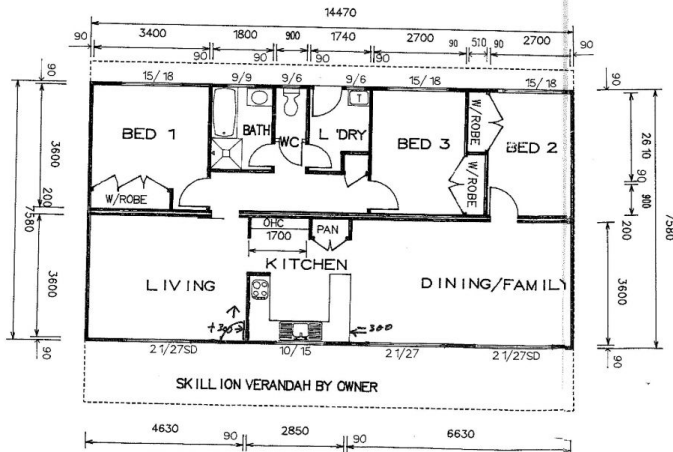 14470
90 3400 1800 900 1740 2700 90 510 2700
90 90 90 90 90 90
90 15/18 9/9 9/6 9/6 15/18 15/18 90
BED 1 BATH WC L'DRY T BED 3 W/ROBE BED 2
W/ROBE
W/ROBE
3600
200
7580
3600
90
2610
90
900
200
7580
3600
90
OHC PAN
1700
KITCHEN
LIVING DINING/FAMILY
+300 300
21/27SD 10/15 21/27 21/27SD
SKILLION VERANDAH BY OWNER
4630 2850 6630
90 90